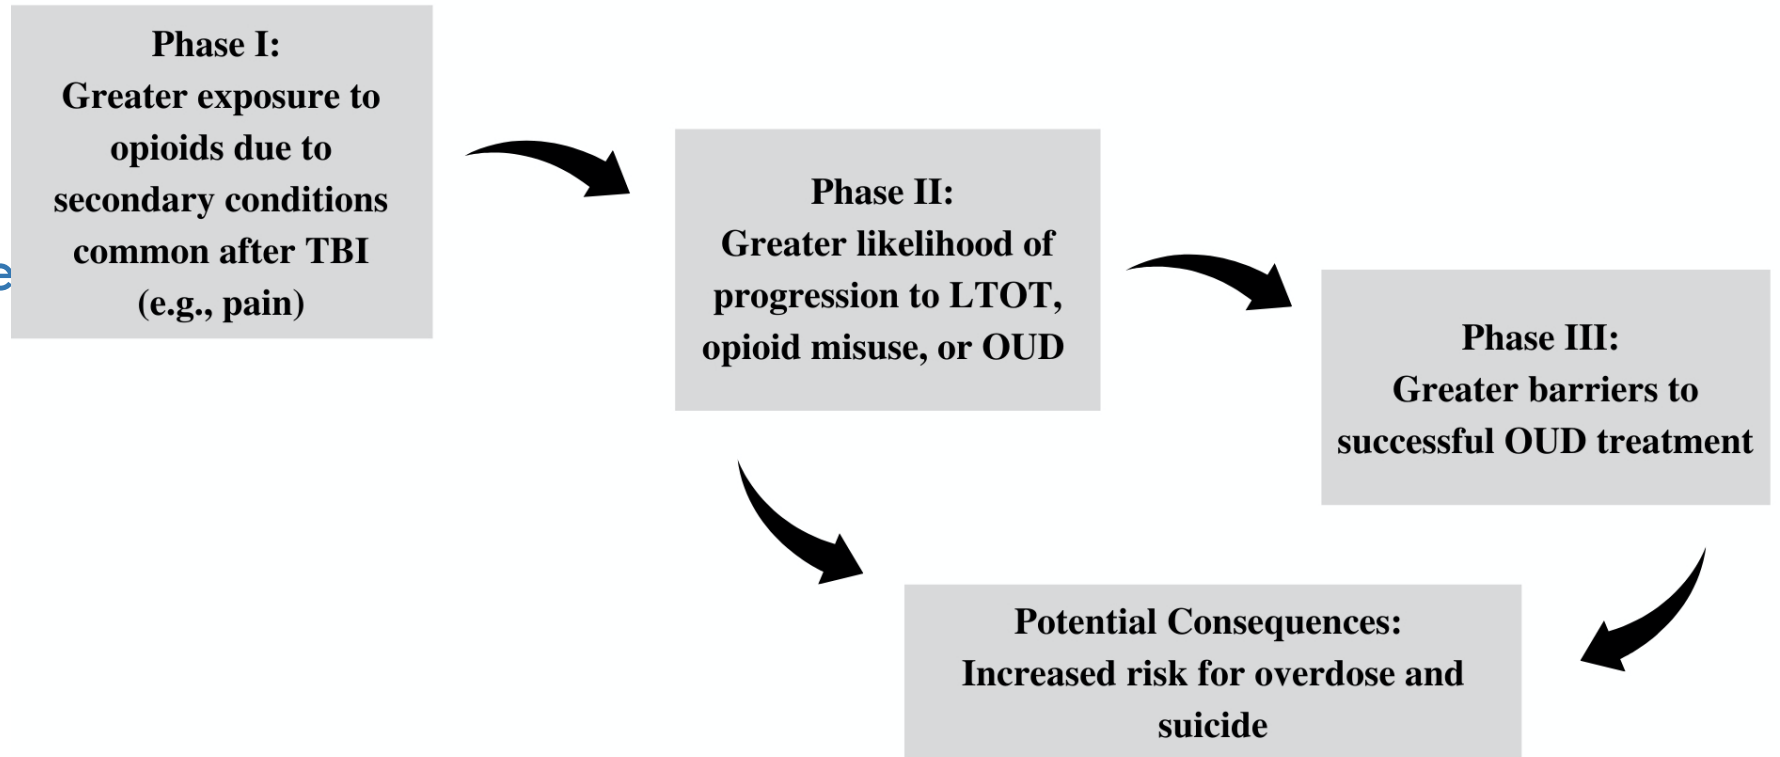 Phase I:
Greater exposure to
opioids due to
secondary conditions
common after TBI
(e.g., pain)
e
Phase II:
Greater likelihood of
progression to LTOT,
opioid misuse, or OUD
Phase III:
Greater barriers to
successful OUD treatment
Potential Consequences:
Increased risk for overdose and
suicide